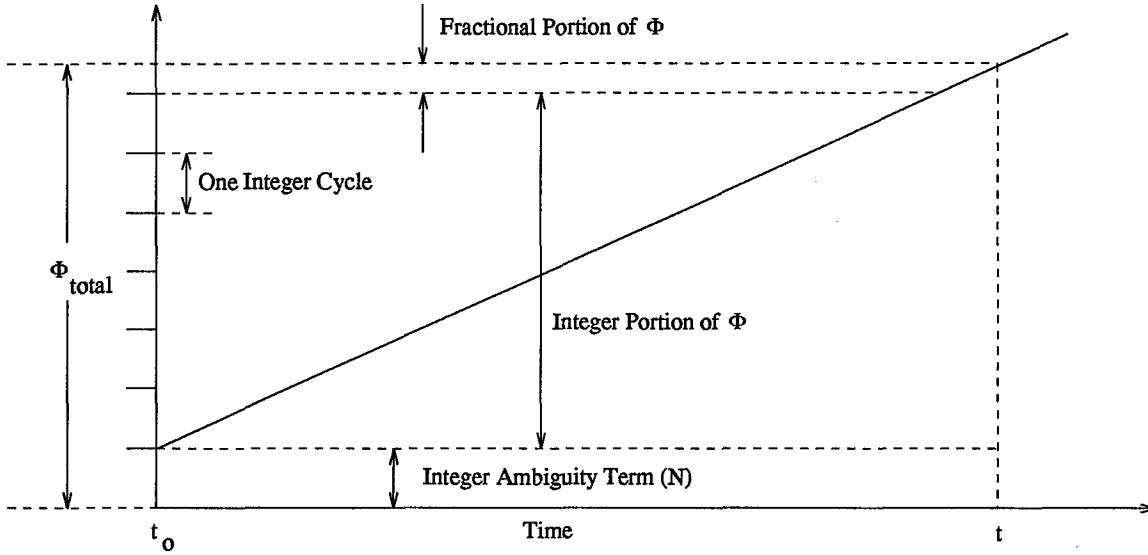 Fractional Portion of Φ
One Integer Cycle
Φ total
Integer Portion of Φ
Integer Ambiguity Term (N)
t o
Time
t